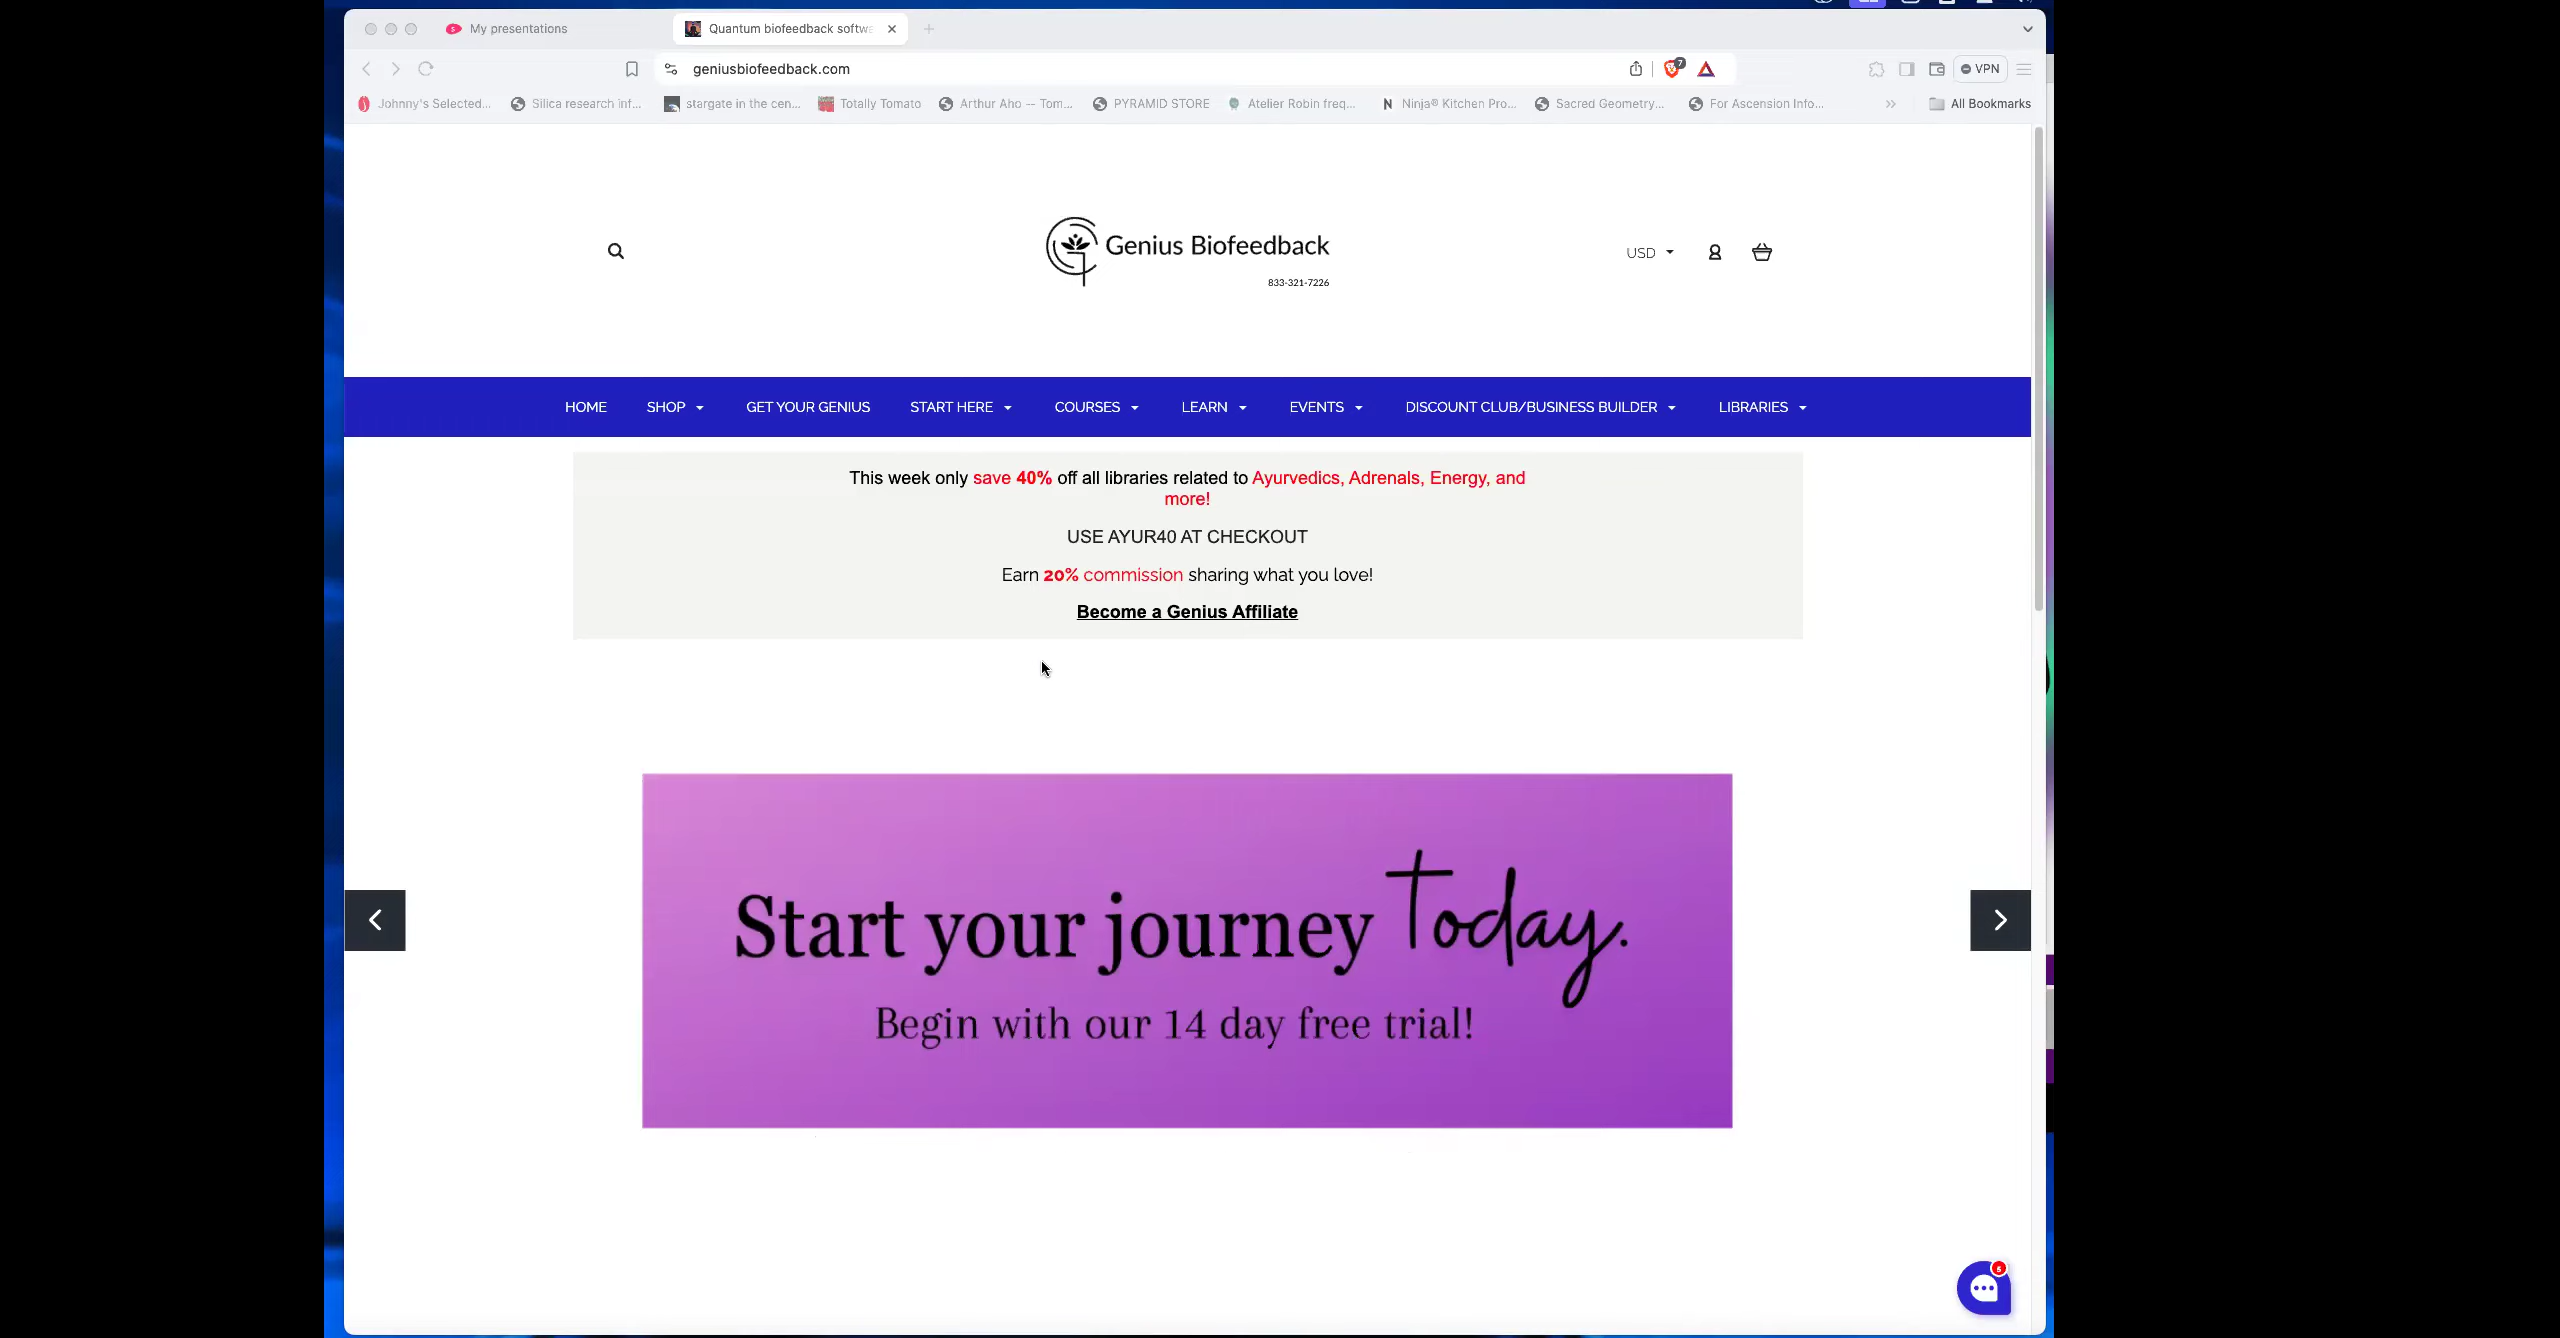 My presentations
Quantum biofeedback softw
geniusbiofeedback.com
7
VPN
Johnny's Selected...
Silica research inf...
stargate in the cen...
Totally Tomato
Arthur Aho -- Tom...
PYRAMID STORE
Atelier Robin freq...
Ninja® Kitchen Pro...
Sacred Geometry...
For Ascension Info...
All Bookmarks
Genius Biofeedback
833-321-7226
USD
HOME
SHOP
GET YOUR GENIUS
START HERE
COURSES
LEARN
EVENTS
DISCOUNT CLUB/BUSINESS BUILDER
LIBRARIES
This week only save 40% off all libraries related to Ayurvedics, Adrenals, Energy, and
more!
USE AYUR40 AT CHECKOUT
Earn 20% commission sharing what you love!
Become a Genius Affiliate
Start your journey Today.
Begin with our 14 day free trial!